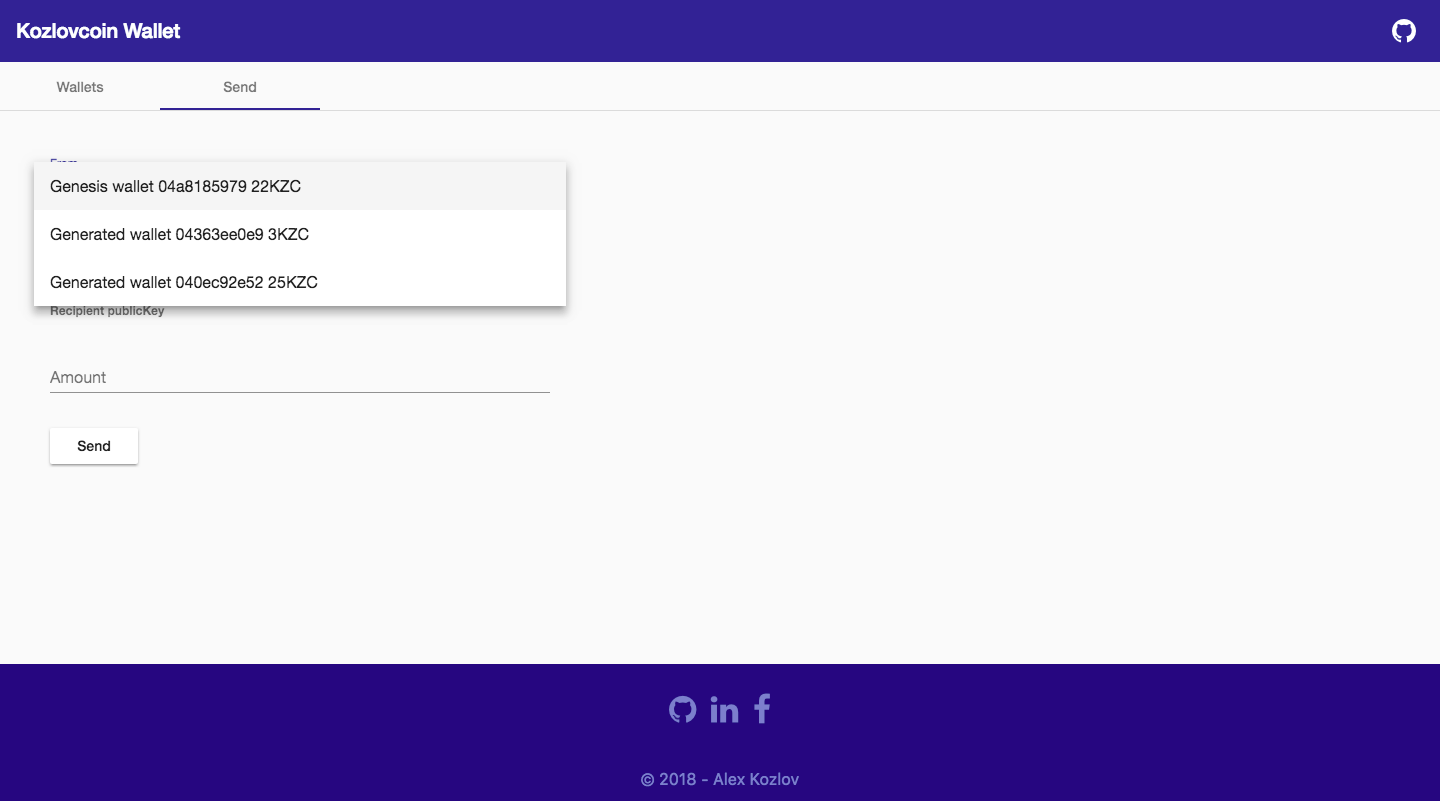 Kozlovcoin Wallet
Wallets
Send
From
Genesis wallet 04a8185979 22KZC
Generated wallet 04363ee0e9 3KZC
Generated wallet 040ec92e52 25KZC
Recipient publicKey
Amount
Send
© 2018 - Alex Kozlov